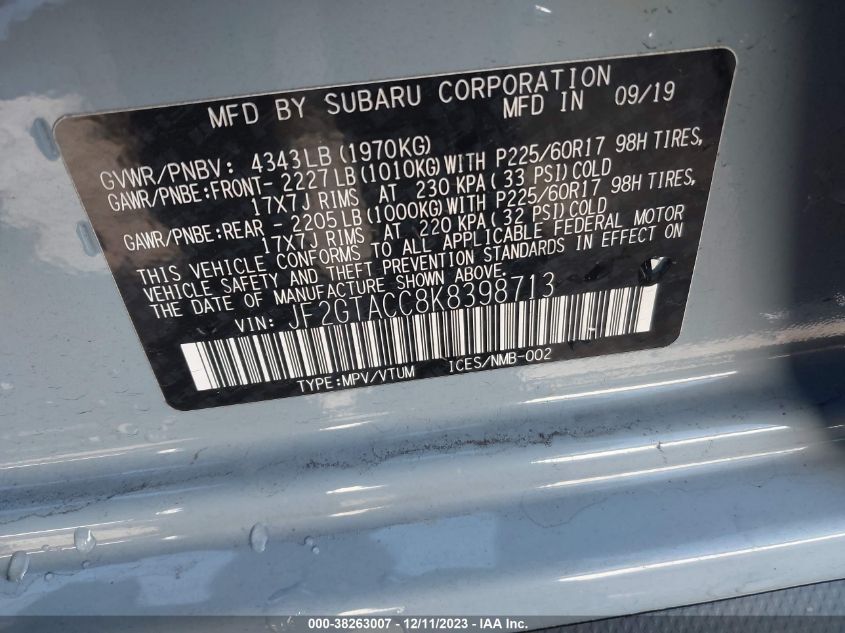 MFD BY SUBARU CORPORATION
MFD IN 09/19
GVWR/PNBV: 4343LB(1970KG)
GAWR/PNBE:FRONT- 2227LB(1010KG)WITH P225/60R17 98H TIRES,
17X7J RIMS AT 230 KPA(33 PSI)COLD
GAWR/PNBE:REAR - 2205LB(1000KG)WITH P225/60R17 98H TIRES,
17X7J RIMS AT 220 KPA(32 PSI)COLD
THIS VEHICLE CONFORMS TO ALL APPLICABLE FEDERAL MOTOR
VEHICLE SAFETY AND THEFT PREVENTION STANDARDS IN EFFECT ON
THE DATE OF MANUFACTURE SHOWN ABOVE.
VIN: JF2GTACC8K8398713
TYPE:MPV/VTUM ICES/NMB-002
000-38263007 - 12/11/2023 - IAA Inc.